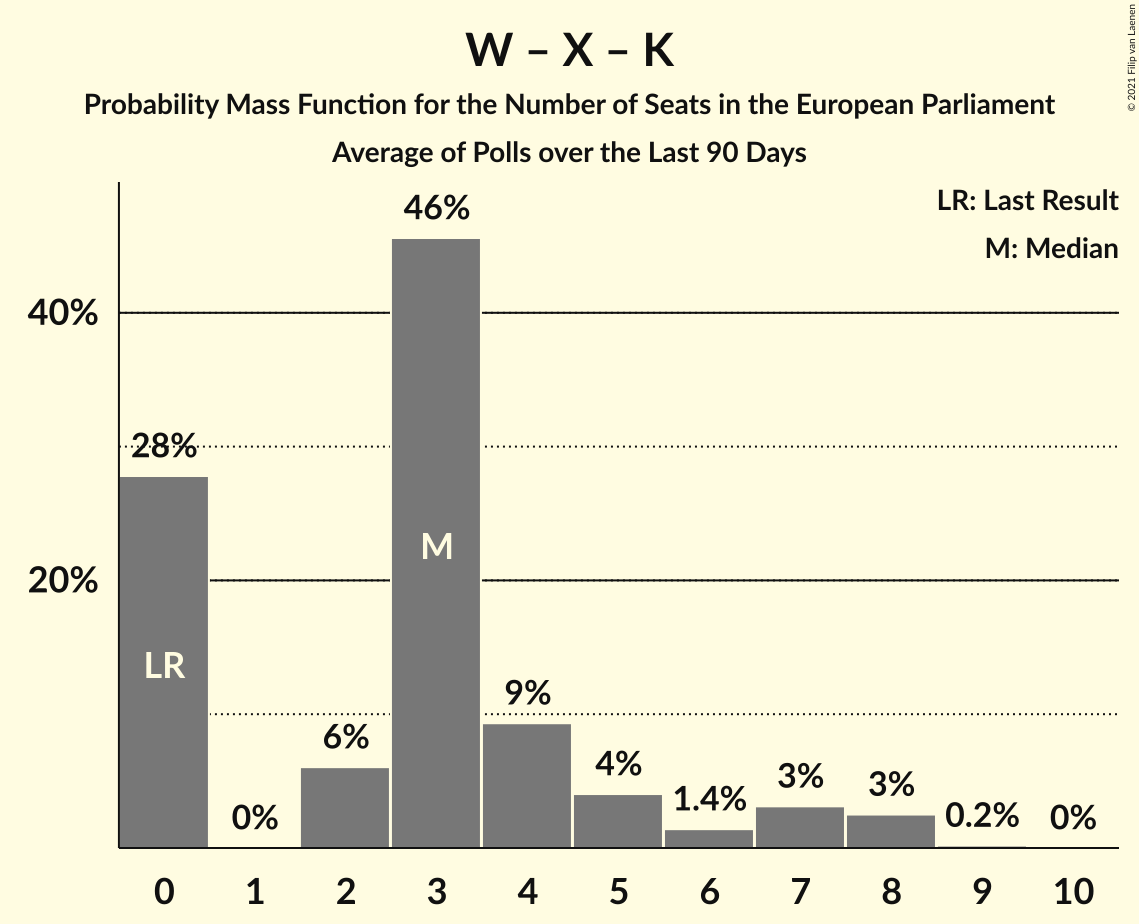 W – X – K
Probability Mass Function for the Number of Seats in the European Parliament
Average of Polls over the Last 90 Days
© 2021 Filip van Laenen
LR: Last Result
M: Median
46%
40%
28%
M
20%
LR
9%
6%
4%
3%
3%
1.4%
0%
0.2%
0%
0 1 2 3 4 5 6 7 8 9 10